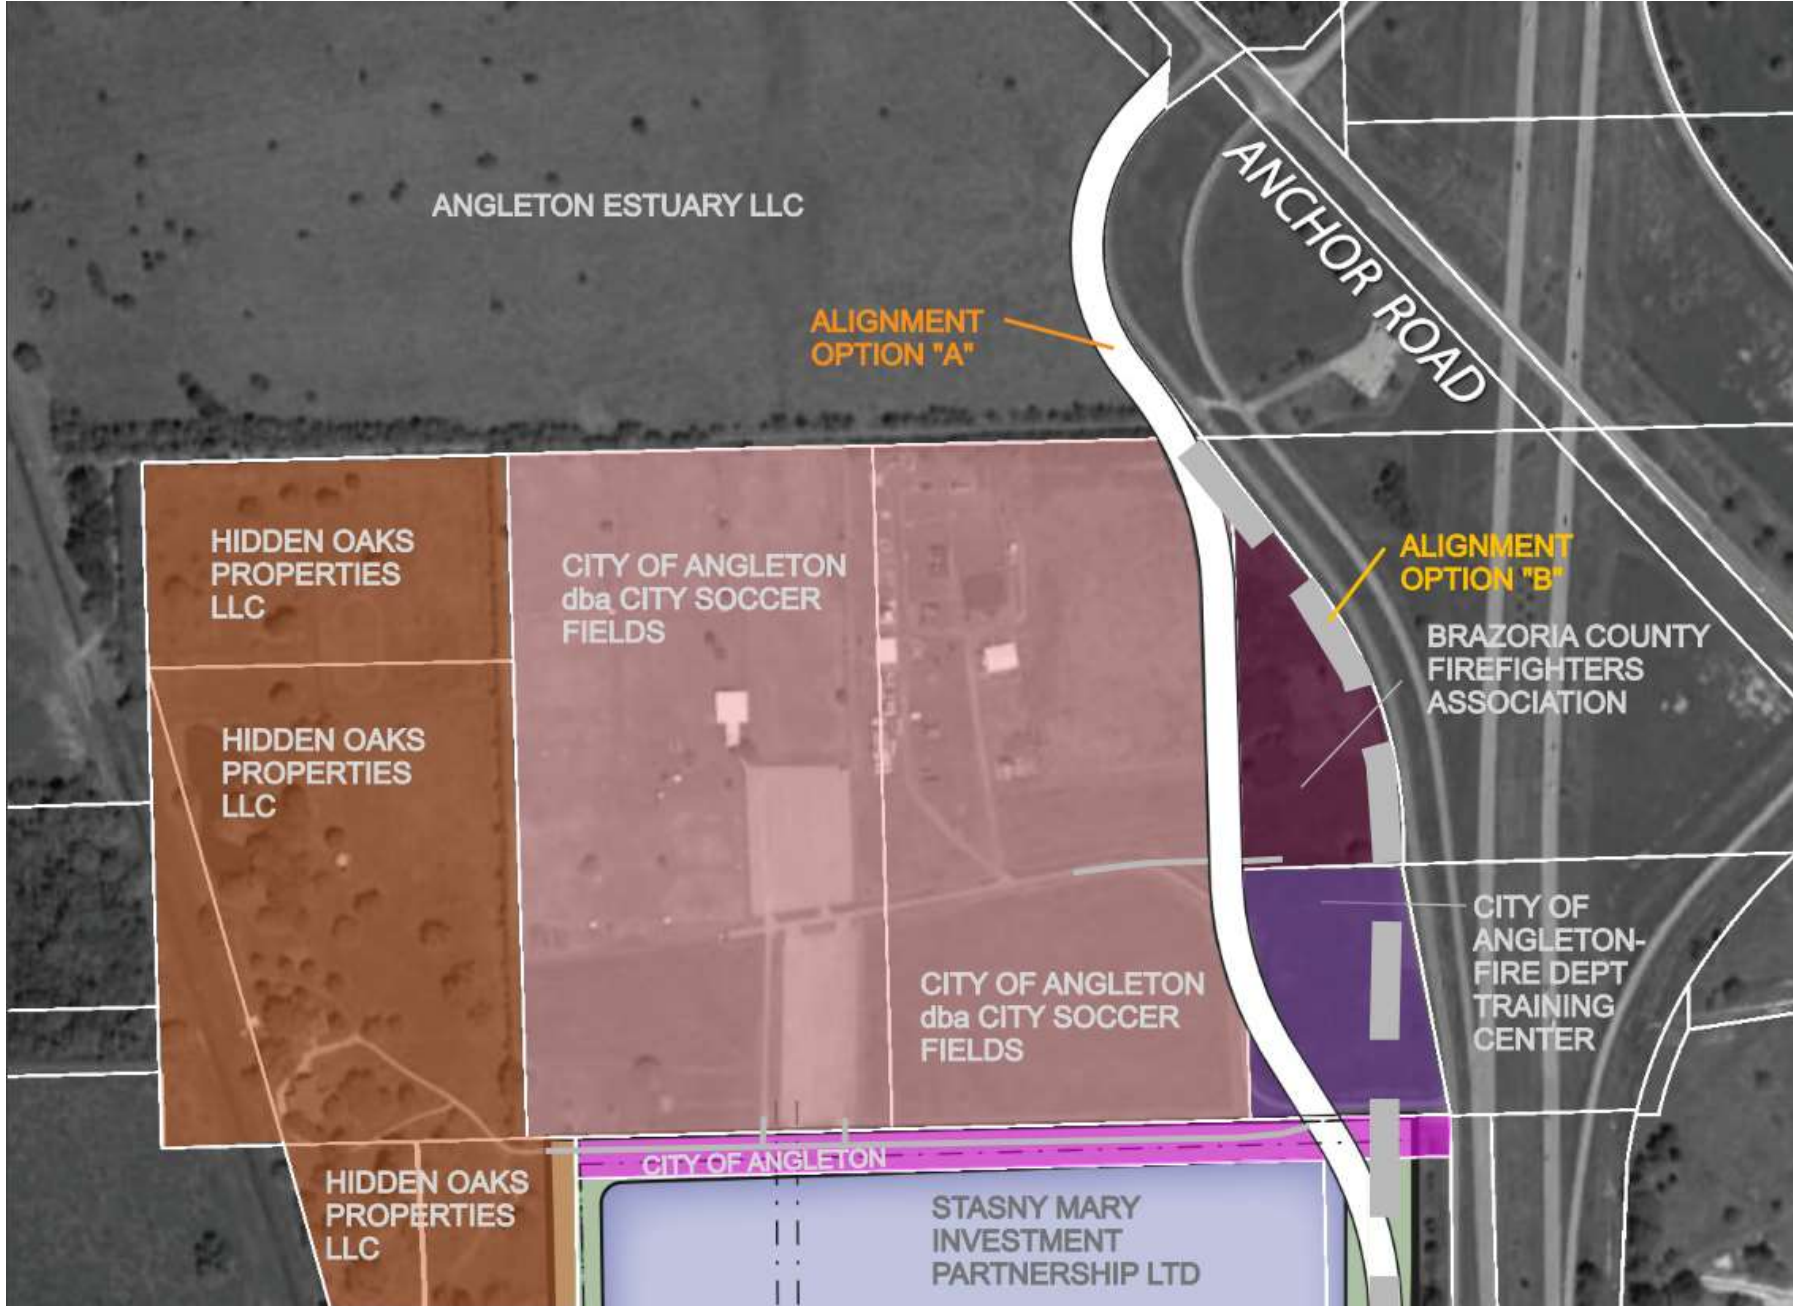 ANGLETON ESTUARY LLC
ANCHOR ROAD
ALIGNMENT
OPTION "A"
HIDDEN OAKS
PROPERTIES
LLC
CITY OF ANGLETON
dba CITY SOCCER
FIELDS
ALIGNMENT
OPTION "B"
BRAZORIA COUNTY
FIREFIGHTERS
ASSOCIATION
HIDDEN OAKS
PROPERTIES
LLC
CITY OF
ANGLETON-
FIRE DEPT
TRAINING
CENTER
CITY OF ANGLETON
dba CITY SOCCER
FIELDS
CITY OF ANGLETON
HIDDEN OAKS
PROPERTIES
LLC
STASNY MARY
INVESTMENT
PARTNERSHIP LTD